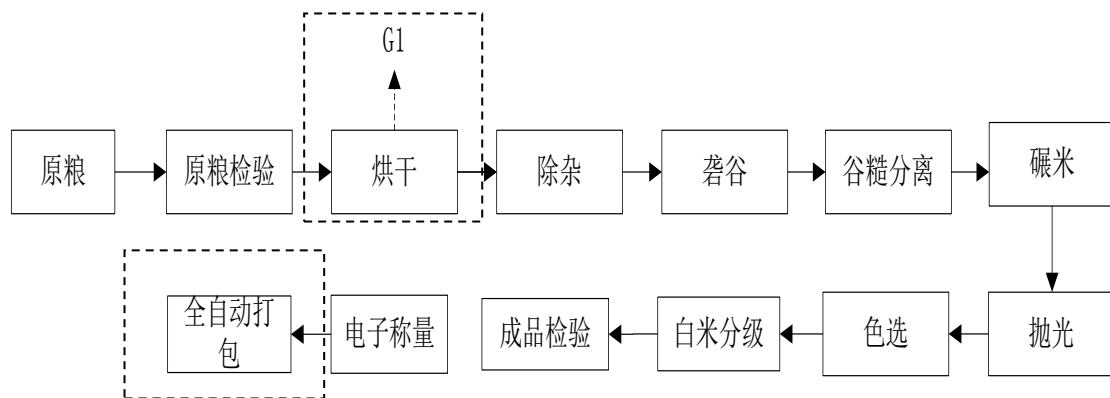 G1
原粮
原粮检验
烘干
除杂
砻谷
谷糙分离
碾米
全自动打
包
电子称量
成品检验
白米分级
色选
抛光